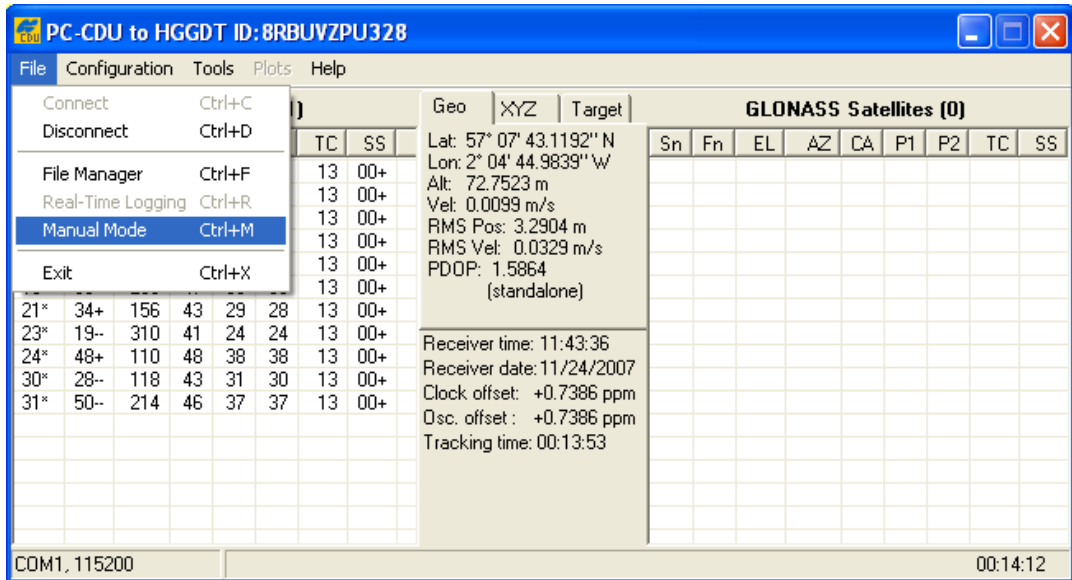 PC-CDU to HGGDT ID:8RBUVZPU328
File Configuration Tools Plots Help
Connect Ctrl+C
Disconnect Ctrl+D
File Manager Ctrl+F
Real-Time Logging Ctrl+R
Manual Mode Ctrl+M
Exit Ctrl+X
TC SS
13 00+
13 00+
13 00+
13 00+
13 00+
13 00+
21* 34+ 156 43 29 28 13 00+
23* 19-- 310 41 24 24 13 00+
24* 48+ 110 48 38 38 13 00+
30* 28-- 118 43 31 30 13 00+
31* 50-- 214 46 37 37 13 00+
Geo XYZ Target
Lat: 57° 07' 43.1192'' N
Lon: 2° 04' 44.9839'' W
Alt: 72.7523 m
Vel: 0.0099 m/s
RMS Pos: 3.2904 m
RMS Vel: 0.0329 m/s
PDOP: 1.5864
(standalone)
Receiver time: 11:43:36
Receiver date: 11/24/2007
Clock offset: +0.7386 ppm
Osc. offset : +0.7386 ppm
Tracking time: 00:13:53
GLONASS Satellites (0)
Sn Fn EL AZ CA P1 P2 TC SS
COM1, 115200 00:14:12